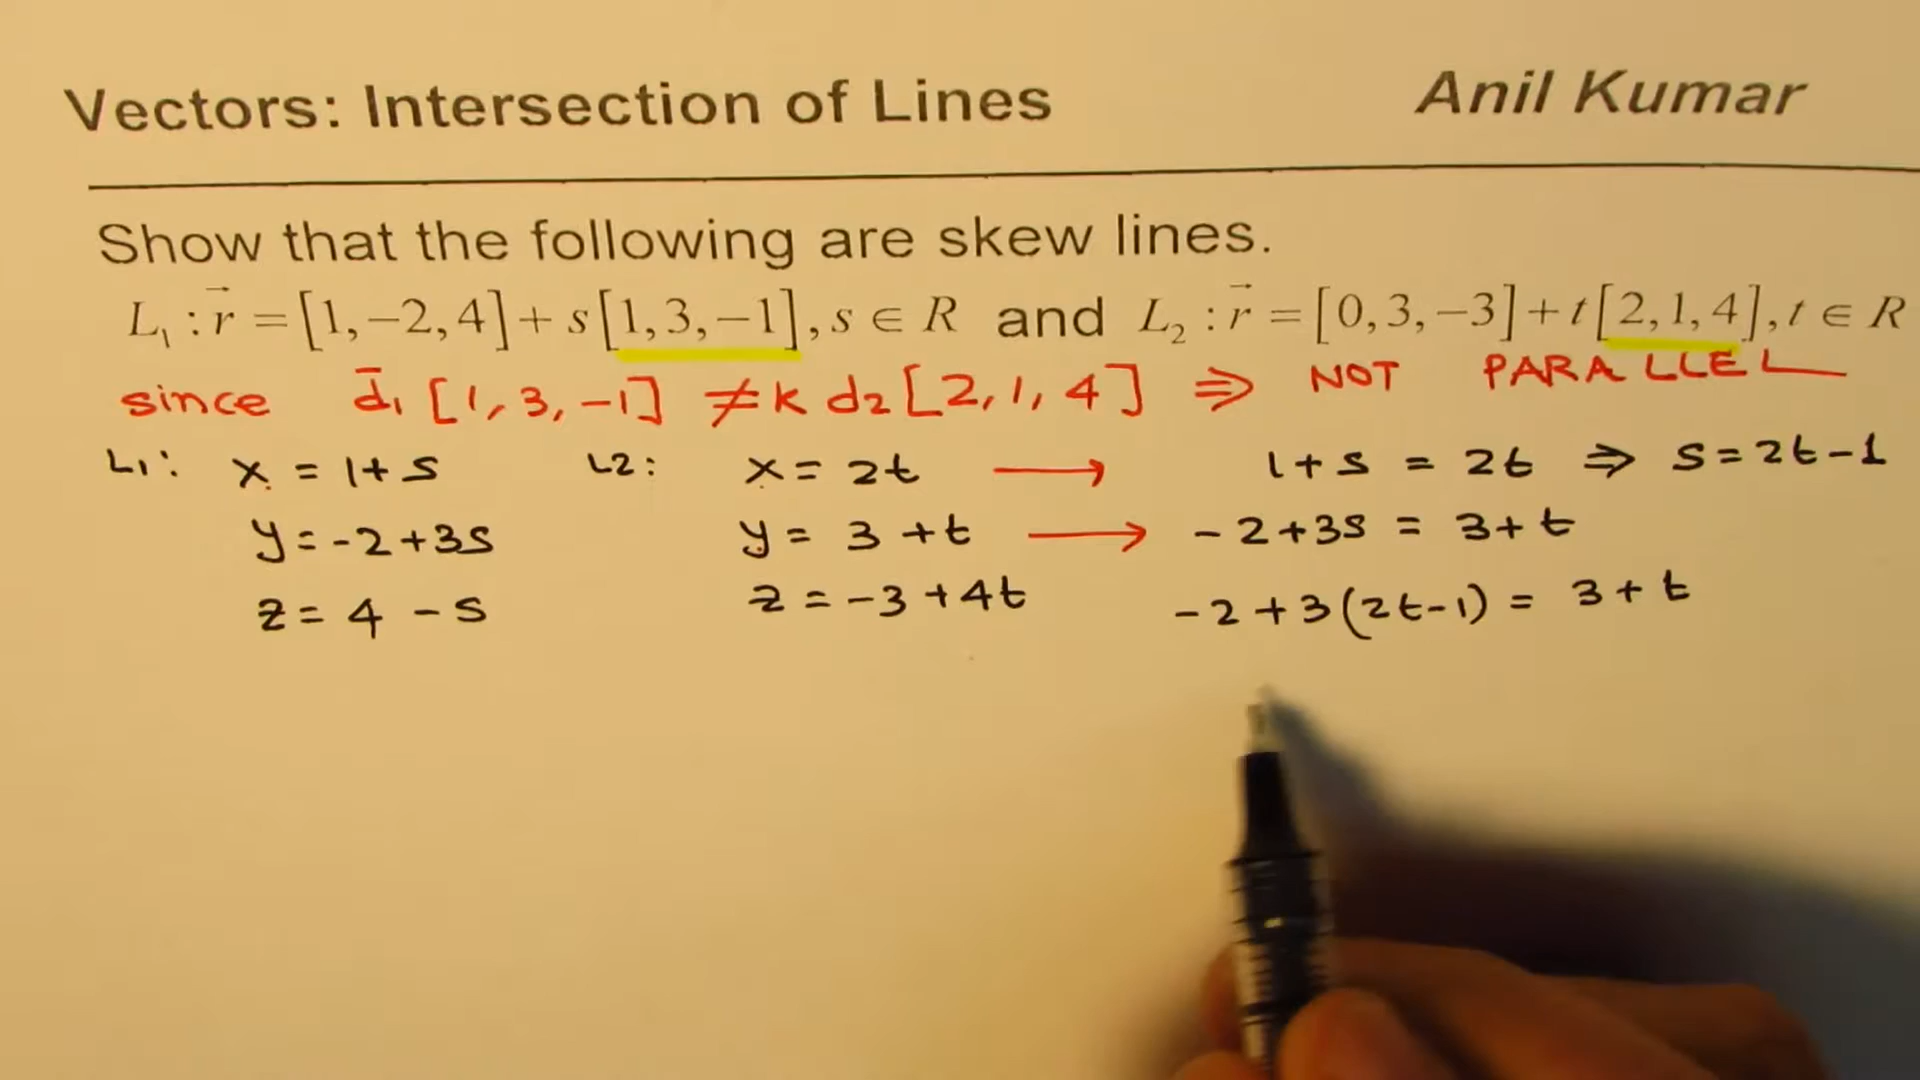 Vectors: Intersection of Lines Anil Kumar
Show that the following are skew lines.
L₁ : r⃗ = [1,−2,4] + s[1,3,−1], s ∈ R and L₂ : r⃗ = [0,3,−3] + t[2,1,4], t ∈ R
since d̄₁ [1, 3, −1] ≠ k d₂ [2, 1, 4] ⇒ NOT PARALLEL
L1: x = 1+s L2: x = 2t → 1+s = 2t ⇒ s = 2t−1
y = −2+3s y = 3+t → −2+3s = 3+t
z = 4−s z = −3+4t −2+3(2t−1) = 3+t